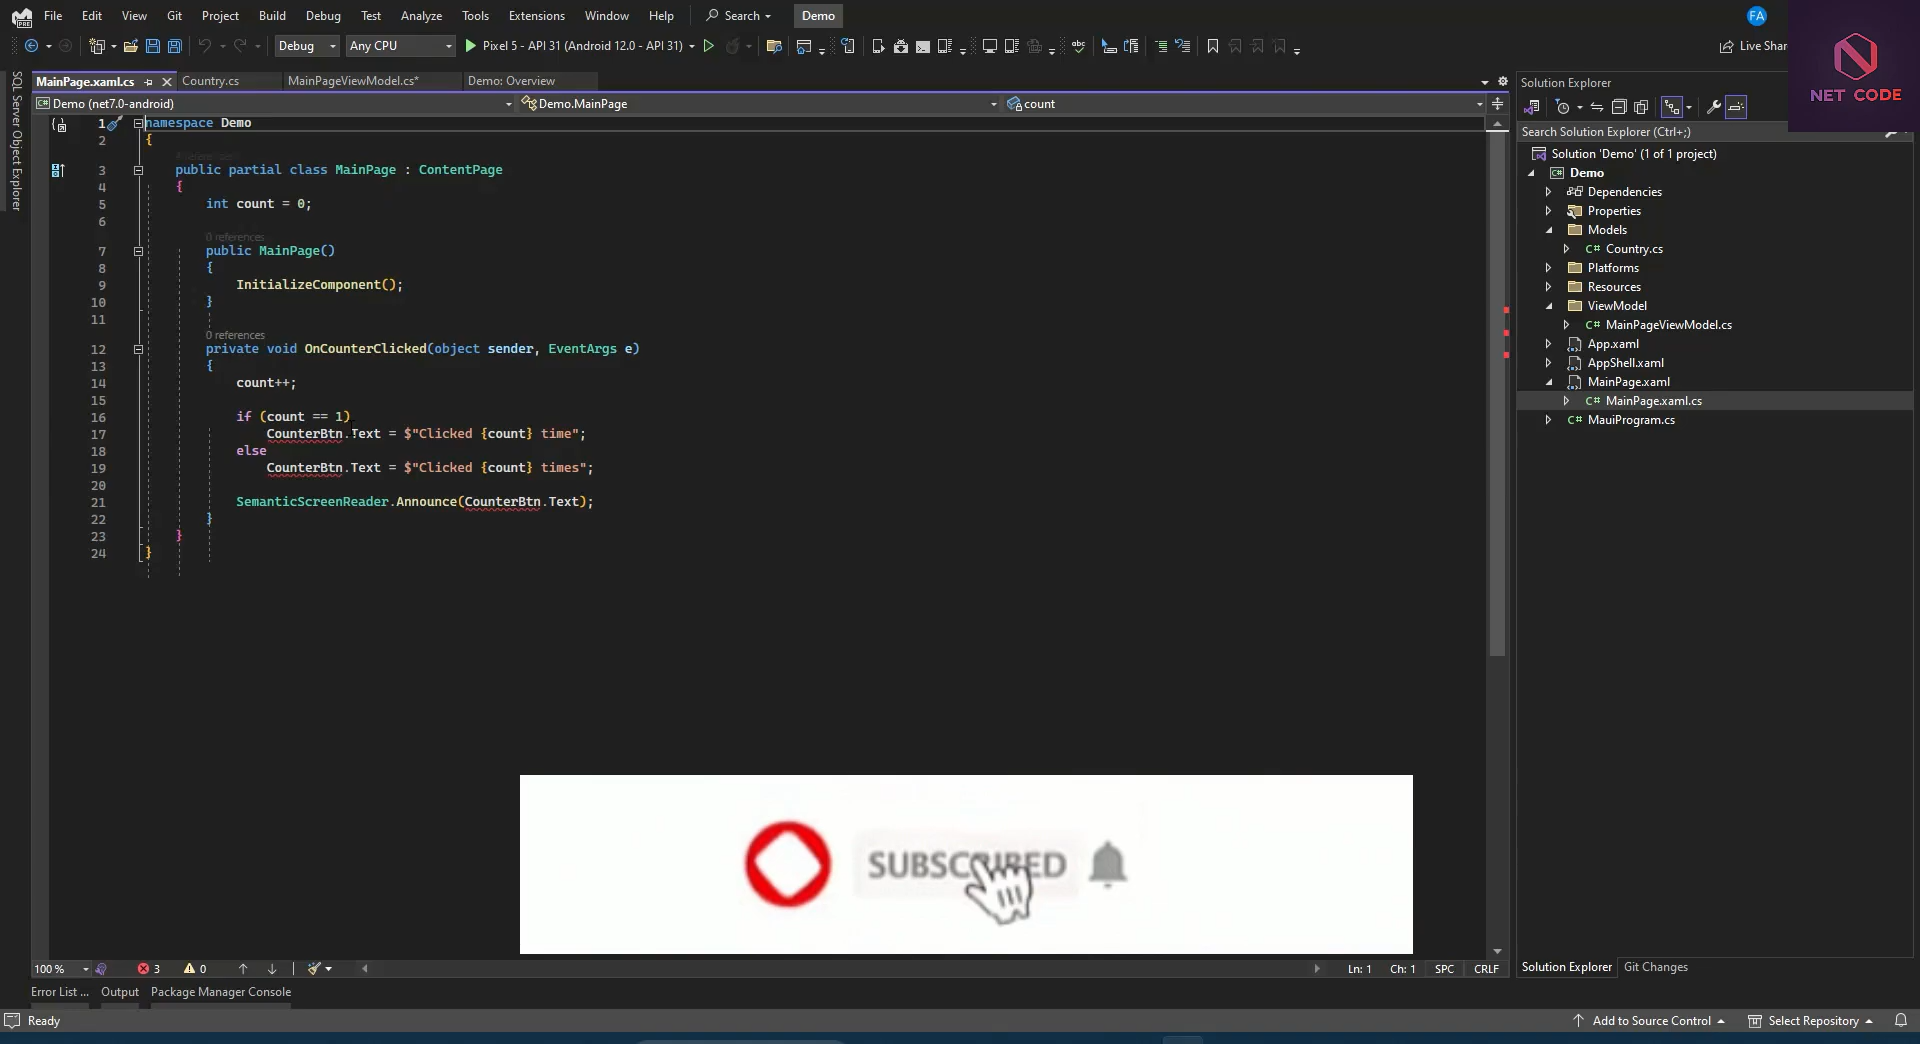 File Edit View Git Project Build Debug Test Analyze Tools Extensions Window Help Search Demo FA
Debug Any CPU Pixel 5 - API 31 (Android 12.0 - API 31) Live Shar
NET CODE
SQL Server Object Explorer
MainPage.xaml.cs Country.cs MainPageViewModel.cs* Demo: Overview
Demo (net7.0-android) Demo.MainPage count
1 namespace Demo
2 {
3 public partial class MainPage : ContentPage
4 {
5 int count = 0;
6
0 references
7 public MainPage()
8 {
9 InitializeComponent();
10 }
11
0 references
12 private void OnCounterClicked(object sender, EventArgs e)
13 {
14 count++;
15
16 if (count == 1)
17 CounterBtn.Text = $"Clicked {count} time";
18 else
19 CounterBtn.Text = $"Clicked {count} times";
20
21 SemanticScreenReader.Announce(CounterBtn.Text);
22 }
23 }
24 }
SUBSCRIBED
100 % 3 0 Ln: 1 Ch: 1 SPC CRLF
Error List ... Output Package Manager Console
Solution Explorer
Search Solution Explorer (Ctrl+;)
Solution 'Demo' (1 of 1 project)
Demo
Dependencies
Properties
Models
C# Country.cs
Platforms
Resources
ViewModel
C# MainPageViewModel.cs
App.xaml
AppShell.xaml
MainPage.xaml
C# MainPage.xaml.cs
C# MauiProgram.cs
Solution Explorer Git Changes
Ready Add to Source Control Select Repository